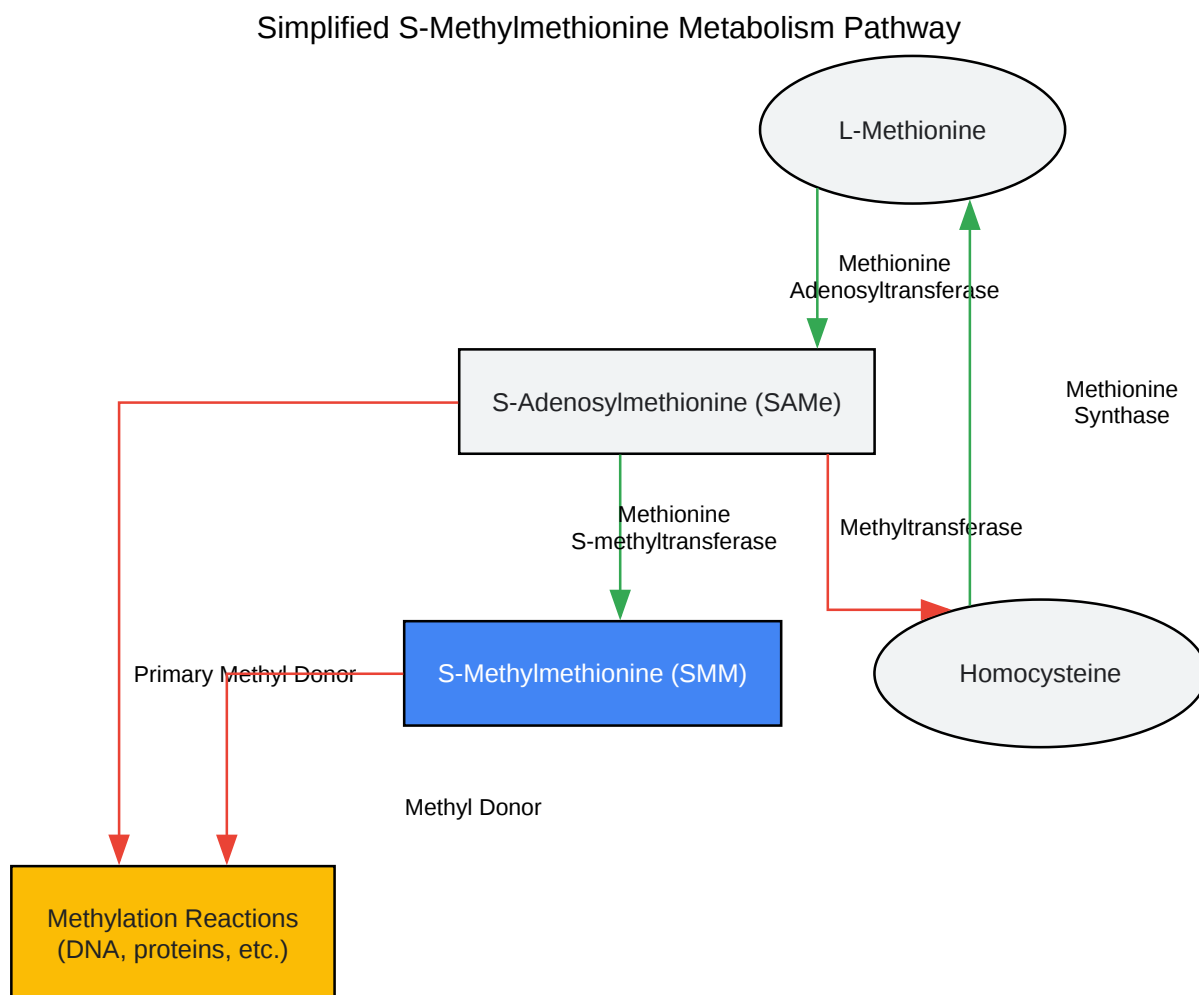 Simplified S-Methylmethionine Metabolism Pathway
L-Methionine
Methionine
Adenosyltransferase
S-Adenosylmethionine (SAMe)
Methionine
Synthase
Methionine
S-methyltransferase
Methyltransferase
Primary Methyl Donor
S-Methylmethionine (SMM)
Homocysteine
Methyl Donor
Methylation Reactions
(DNA, proteins, etc.)